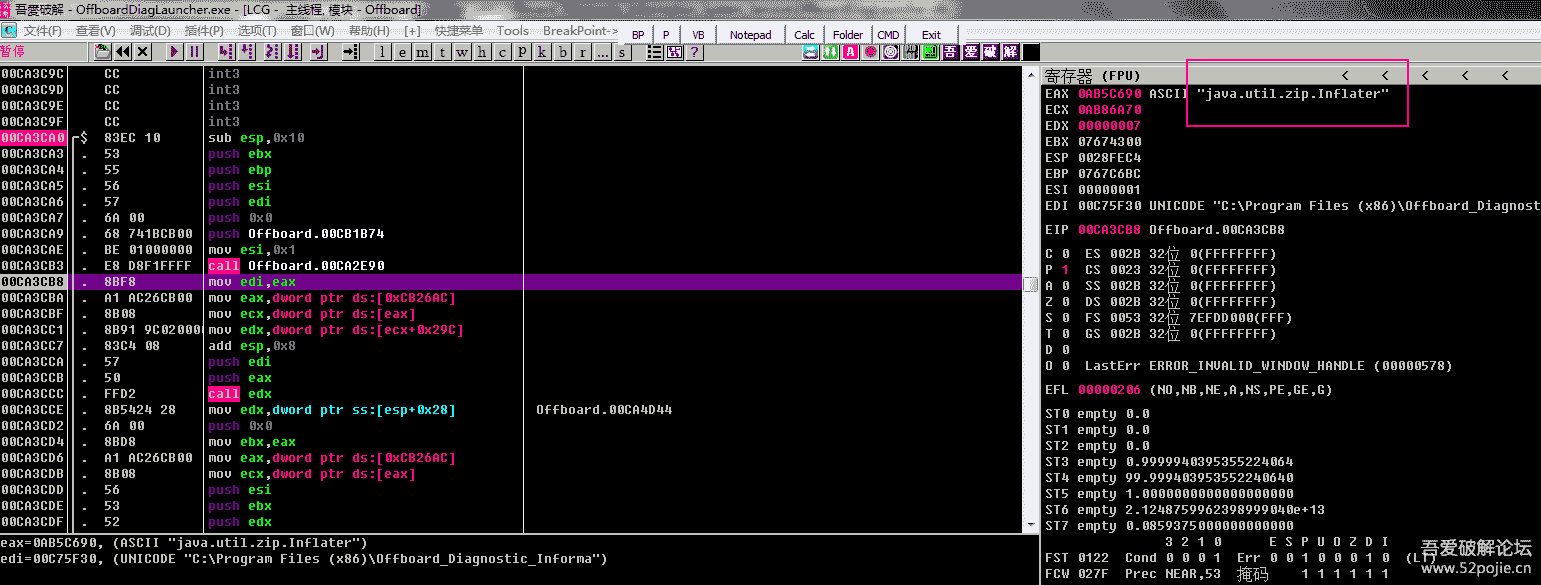 吾爱破解 - OffboardDiagLauncher.exe - [LCG - 主线程, 模块 - Offboard]
C 文件(F) 查看(V) 调试(D) 插件(P) 选项(T) 窗口(W) 帮助(H) [+] 快捷菜单 Tools BreakPoint-> BP P VB Notepad Calc Folder CMD Exit
暂停 l e m t w h c p k b r ... s ? 吾 爱 破 解
00CA3C9C CC int3
00CA3C9D CC int3
00CA3C9E CC int3
00CA3C9F CC int3
00CA3CA0 $ 83EC 10 sub esp,0x10
00CA3CA3 . 53 push ebx
00CA3CA4 . 55 push ebp
00CA3CA5 . 56 push esi
00CA3CA6 . 57 push edi
00CA3CA7 . 6A 00 push 0x0
00CA3CA9 . 68 741BCB00 push Offboard.00CB1B74
00CA3CAE . BE 01000000 mov esi,0x1
00CA3CB3 . E8 D8F1FFFF call Offboard.00CA2E90
00CA3CB8 . 8BF8 mov edi,eax
00CA3CBA . A1 AC26CB00 mov eax,dword ptr ds:[0xCB26AC]
00CA3CBF . 8B08 mov ecx,dword ptr ds:[eax]
00CA3CC1 . 8B91 9C02000 mov edx,dword ptr ds:[ecx+0x29C]
00CA3CC7 . 83C4 08 add esp,0x8
00CA3CCA . 57 push edi
00CA3CCB . 50 push eax
00CA3CCC . FFD2 call edx
00CA3CCE . 8B5424 28 mov edx,dword ptr ss:[esp+0x28] Offboard.00CA4D44
00CA3CD2 . 6A 00 push 0x0
00CA3CD4 . 8BD8 mov ebx,eax
00CA3CD6 . A1 AC26CB00 mov eax,dword ptr ds:[0xCB26AC]
00CA3CDB . 8B08 mov ecx,dword ptr ds:[eax]
00CA3CDD . 56 push esi
00CA3CDE . 53 push ebx
00CA3CDF . 52 push edx
eax=0AB5C690, (ASCII "java.util.zip.Inflater")
edi=00C75F30, (UNICODE "C:\Program Files (x86)\Offboard_Diagnostic_Informa")
寄存器 (FPU) < < < < <
EAX 0AB5C690 ASCII "java.util.zip.Inflater"
ECX 0AB86A70
EDX 00000007
EBX 07674300
ESP 0028FEC4
EBP 0767C6BC
ESI 00000001
EDI 00C75F30 UNICODE "C:\Program Files (x86)\Offboard_Diagnost
EIP 00CA3CB8 Offboard.00CA3CB8
C 0 ES 002B 32位 0(FFFFFFFF)
P 1 CS 0023 32位 0(FFFFFFFF)
A 0 SS 002B 32位 0(FFFFFFFF)
Z 0 DS 002B 32位 0(FFFFFFFF)
S 0 FS 0053 32位 7EFDD000(FFF)
T 0 GS 002B 32位 0(FFFFFFFF)
D 0
O 0 LastErr ERROR_INVALID_WINDOW_HANDLE (00000578)
EFL 00000206 (NO,NB,NE,A,NS,PE,GE,G)
ST0 empty 0.0
ST1 empty 0.0
ST2 empty 0.0
ST3 empty 0.9999940395355224064
ST4 empty 99.999403953552240640
ST5 empty 1.0000000000000000000
ST6 empty 2.1248759962398999040e+13
ST7 empty 0.0859375000000000000
3 2 1 0 E S P U O Z D I
FST 0122 Cond 0 0 0 1 Err 0 0 1 0 0 0 1 0 (LT)
FCW 027F Prec NEAR,53 掩码 1 1 1 1 1 1
吾爱破解论坛
www.52pojie.cn